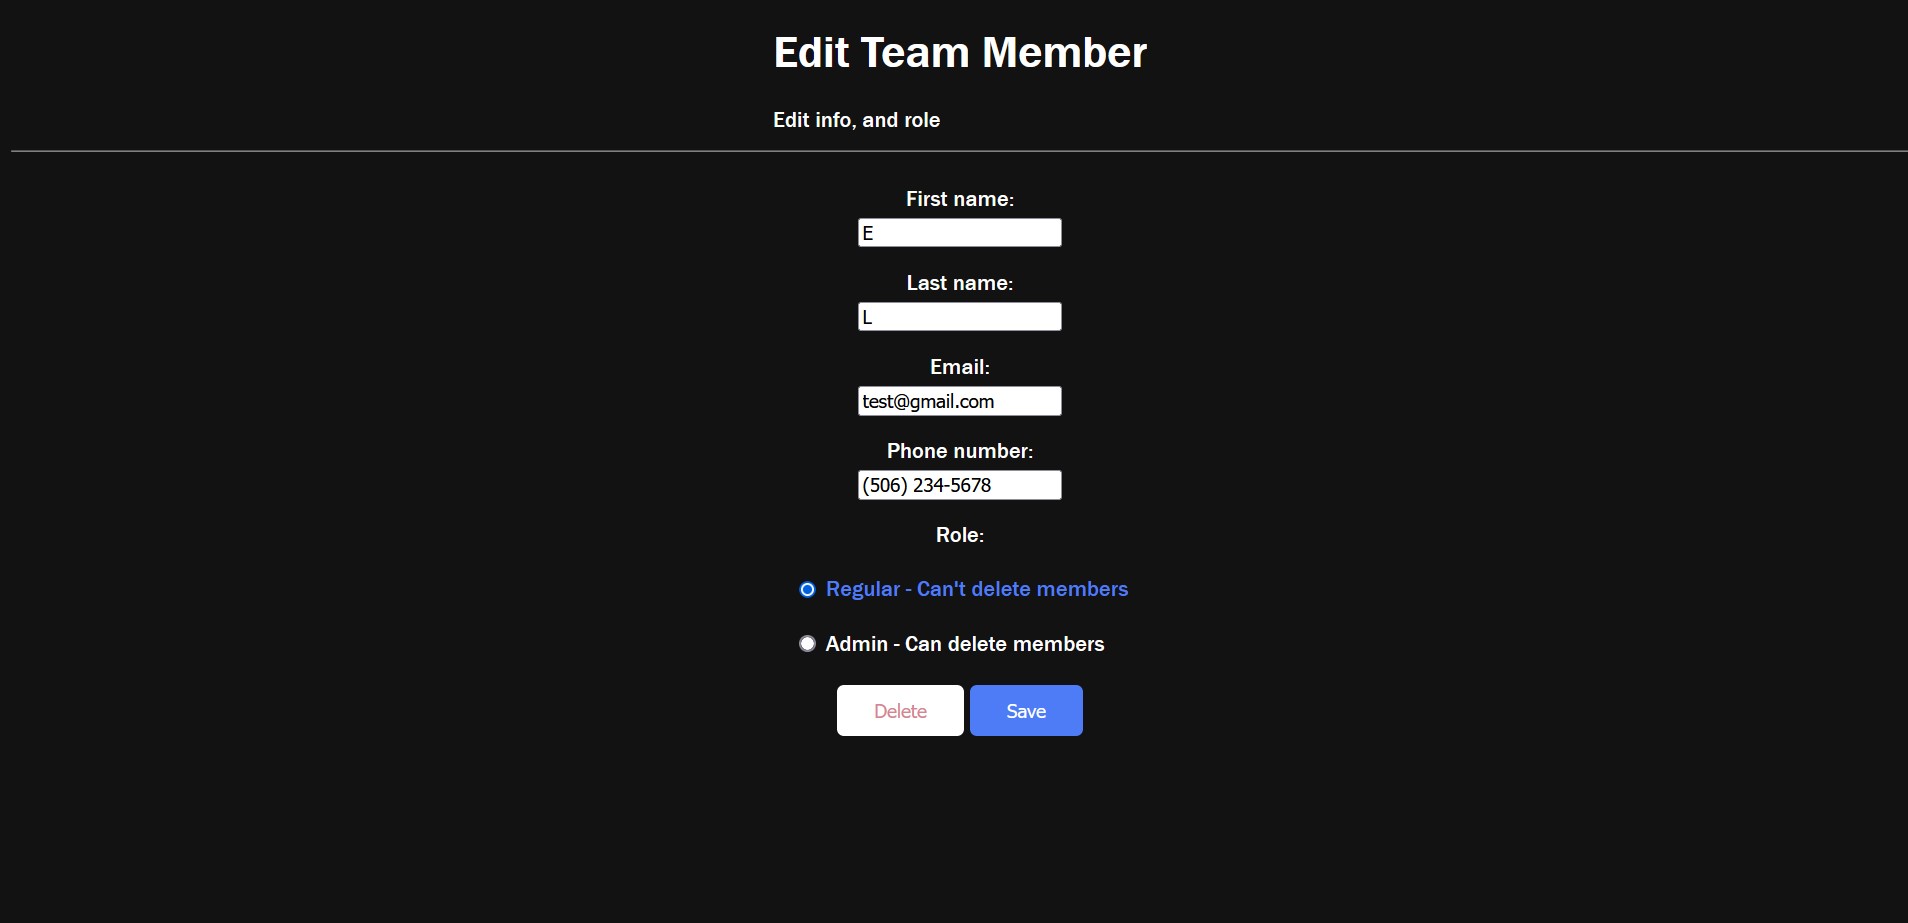 Edit Team Member
Edit info, and role
First name:
E
Last name:
L
Email:
test@gmail.com
Phone number:
(506) 234-5678
Role:
Regular - Can't delete members
Admin - Can delete members
Delete Save